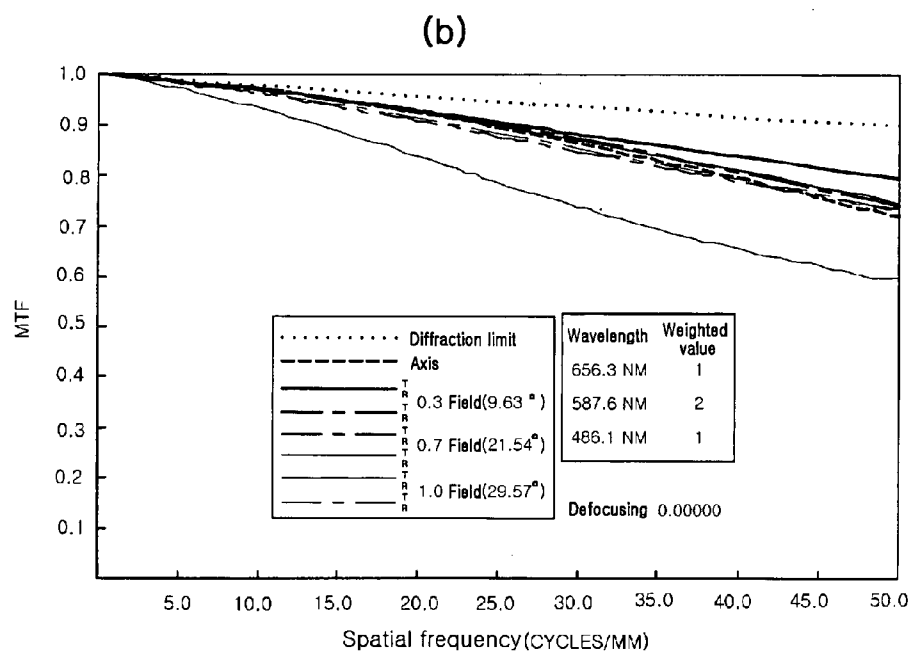 (b)
1.0
0.9
0.8
0.7
0.6
0.5
0.4
0.3
0.2
0.1
MTF
Diffraction limit
Axis
T
R 0.3 Field(9.63°)
T
R
T 0.7 Field(21.54°)
R
T 1.0 Field(29.57°)
R
Wavelength Weighted value
656.3 NM 1
587.6 NM 2
486.1 NM 1
Defocusing 0.00000
5.0 10.0 15.0 20.0 25.0 30.0 35.0 40.0 45.0 50.0
Spatial frequency(CYCLES/MM)